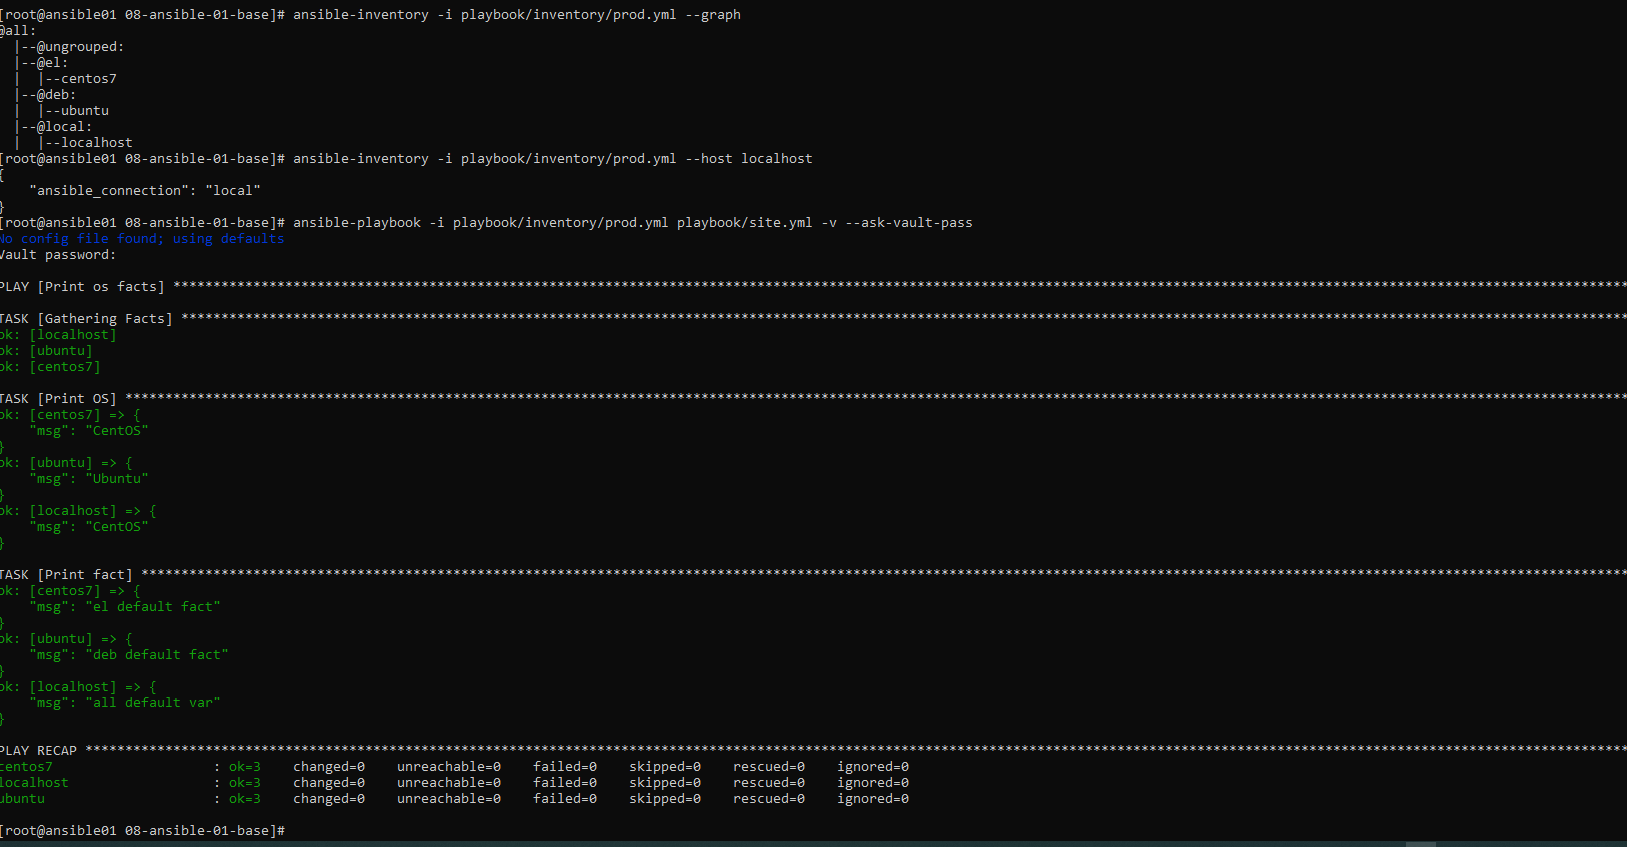 [root@ansible01 08-ansible-01-base]# ansible-inventory -i playbook/inventory/prod.yml --graph
@all:
  |--@ungrouped:
  |--@el:
  |  |--centos7
  |--@deb:
  |  |--ubuntu
  |--@local:
  |  |--localhost
[root@ansible01 08-ansible-01-base]# ansible-inventory -i playbook/inventory/prod.yml --host localhost
{
    "ansible_connection": "local"
}
[root@ansible01 08-ansible-01-base]# ansible-playbook -i playbook/inventory/prod.yml playbook/site.yml -v --ask-vault-pass
No config file found; using defaults
Vault password:
PLAY [Print os facts] ****************************************************************************************************************************************************************************************
TASK [Gathering Facts] ***************************************************************************************************************************************************************************************
ok: [localhost]
ok: [ubuntu]
ok: [centos7]
TASK [Print OS] **********************************************************************************************************************************************************************************************
ok: [centos7] => {
    "msg": "CentOS"
}
ok: [ubuntu] => {
    "msg": "Ubuntu"
}
ok: [localhost] => {
    "msg": "CentOS"
}
TASK [Print fact] ********************************************************************************************************************************************************************************************
ok: [centos7] => {
    "msg": "el default fact"
}
ok: [ubuntu] => {
    "msg": "deb default fact"
}
ok: [localhost] => {
    "msg": "all default var"
}
PLAY RECAP ***************************************************************************************************************************************************************************************************
centos7                    : ok=3    changed=0    unreachable=0    failed=0    skipped=0    rescued=0    ignored=0
localhost                  : ok=3    changed=0    unreachable=0    failed=0    skipped=0    rescued=0    ignored=0
ubuntu                     : ok=3    changed=0    unreachable=0    failed=0    skipped=0    rescued=0    ignored=0
[root@ansible01 08-ansible-01-base]#